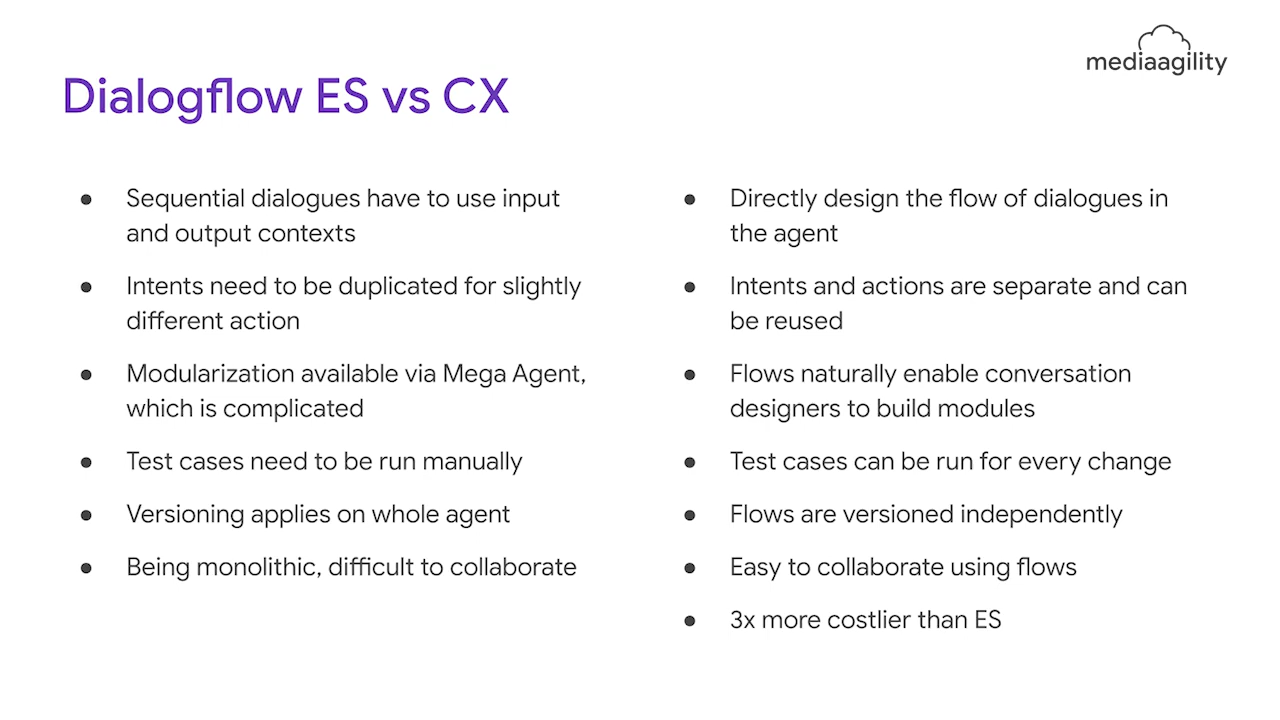 mediaagility
Dialogflow ES vs CX
● Sequential dialogues have to use input
and output contexts
● Intents need to be duplicated for slightly
different action
● Modularization available via Mega Agent,
which is complicated
● Test cases need to be run manually
● Versioning applies on whole agent
● Being monolithic, difficult to collaborate
● Directly design the flow of dialogues in
the agent
● Intents and actions are separate and can
be reused
● Flows naturally enable conversation
designers to build modules
● Test cases can be run for every change
● Flows are versioned independently
● Easy to collaborate using flows
● 3x more costlier than ES